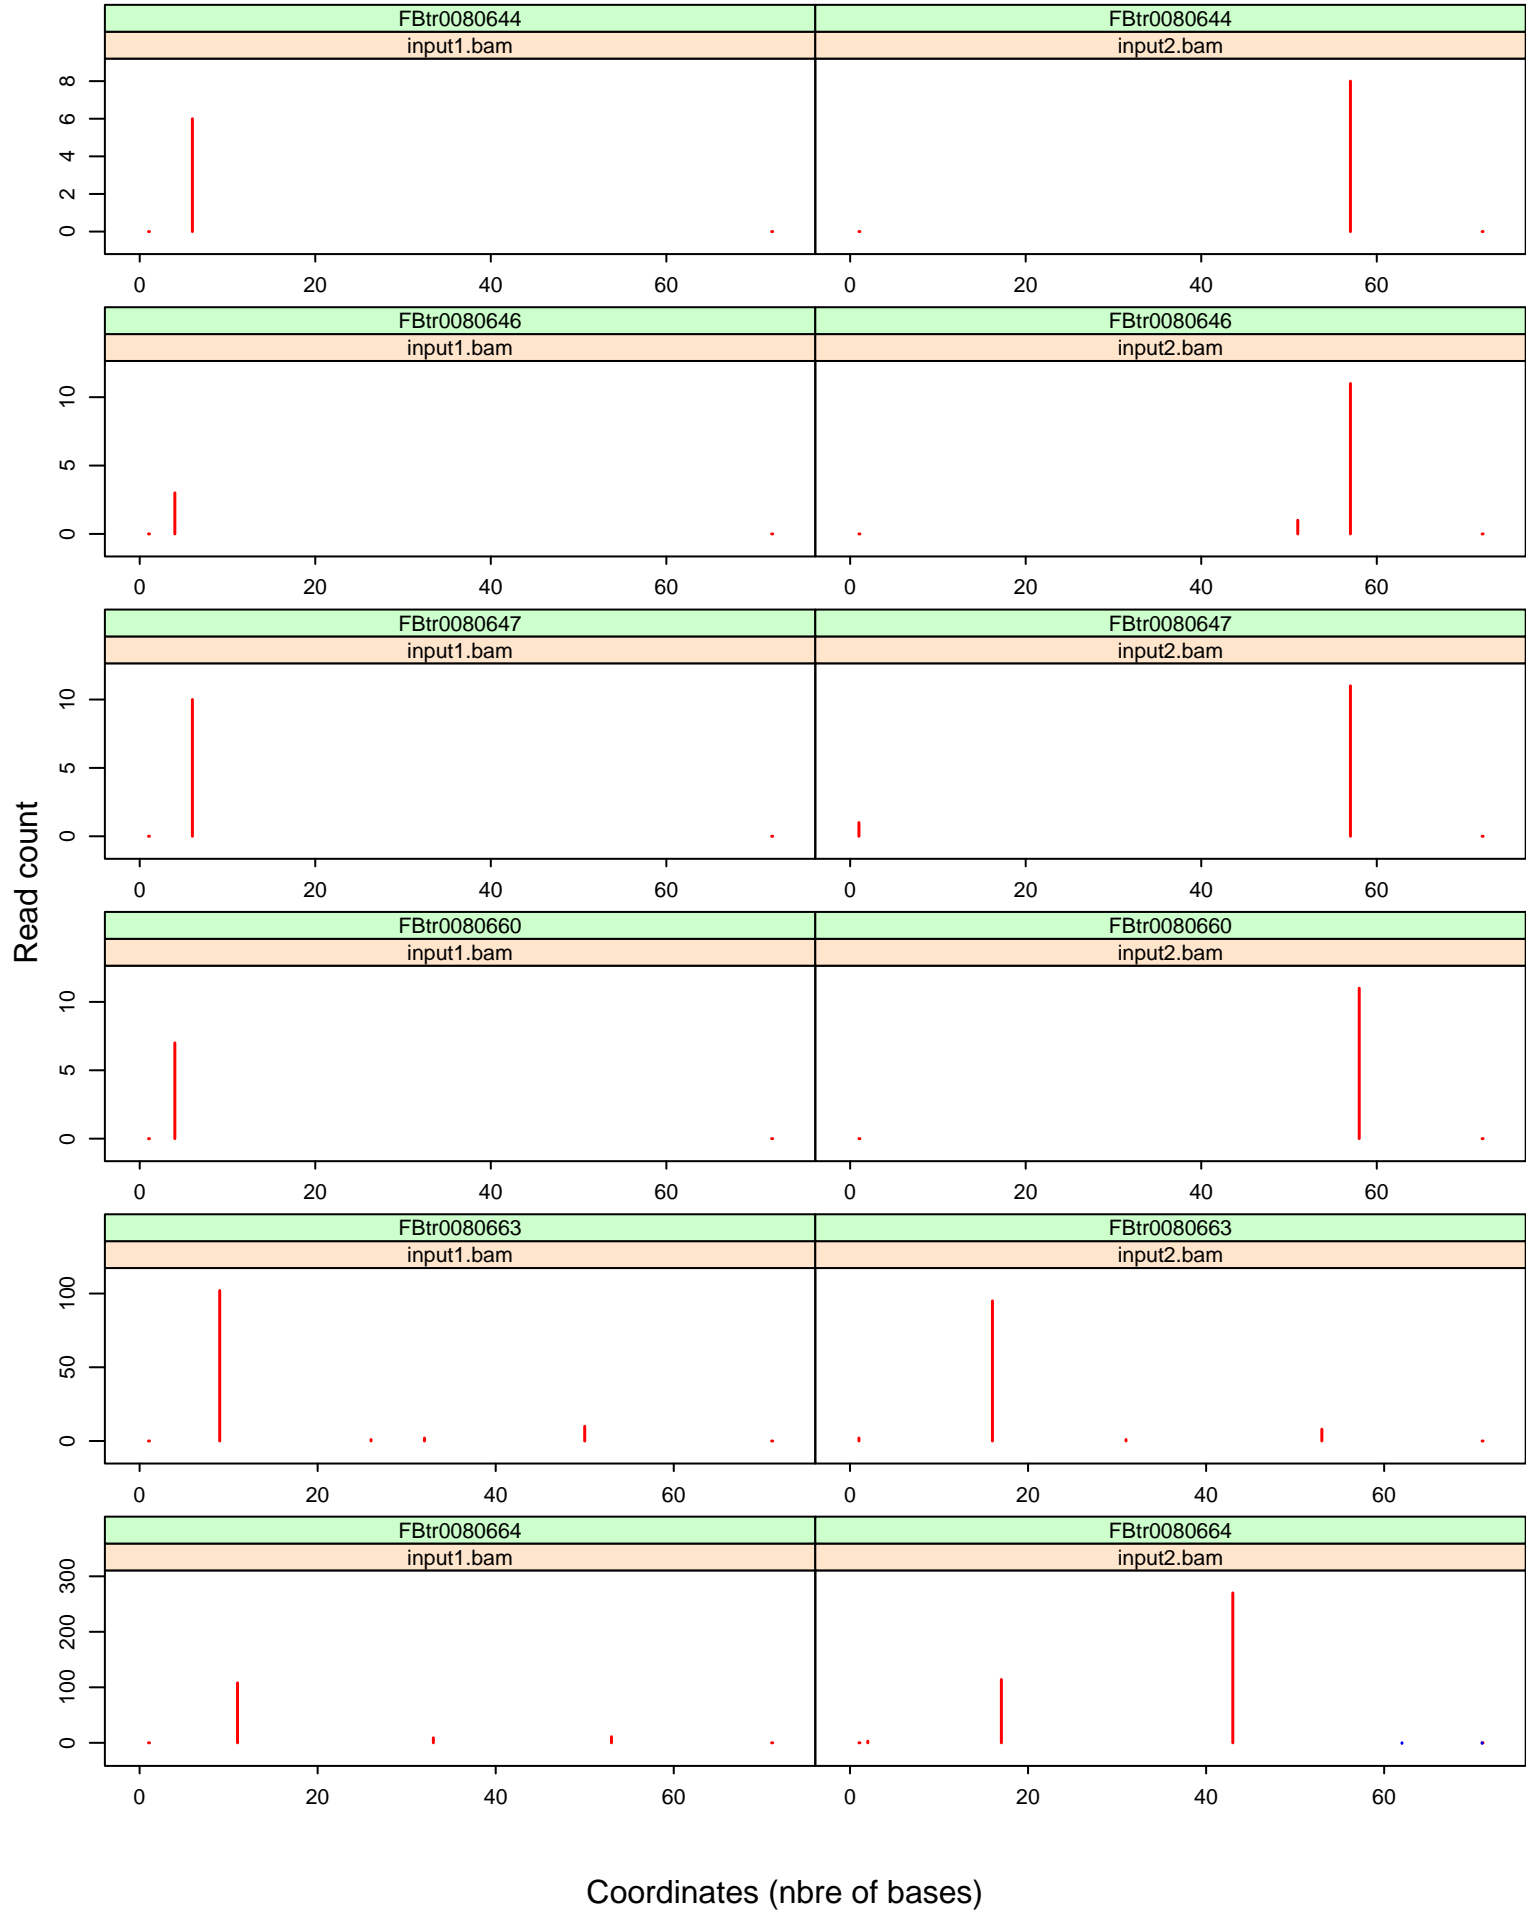 FBtr0080644 FBtr0080644
input1.bam input2.bam
8
6
4
2
0
0 20 40 60 0 20 40 60
FBtr0080646 FBtr0080646
input1.bam input2.bam
10
5
0
0 20 40 60 0 20 40 60
FBtr0080647 FBtr0080647
input1.bam input2.bam
10
5
0
0 20 40 60 0 20 40 60
Read count
FBtr0080660 FBtr0080660
input1.bam input2.bam
10
5
0
0 20 40 60 0 20 40 60
FBtr0080663 FBtr0080663
input1.bam input2.bam
100
50
0
0 20 40 60 0 20 40 60
FBtr0080664 FBtr0080664
input1.bam input2.bam
300
200
100
0
0 20 40 60 0 20 40 60
Coordinates (nbre of bases)